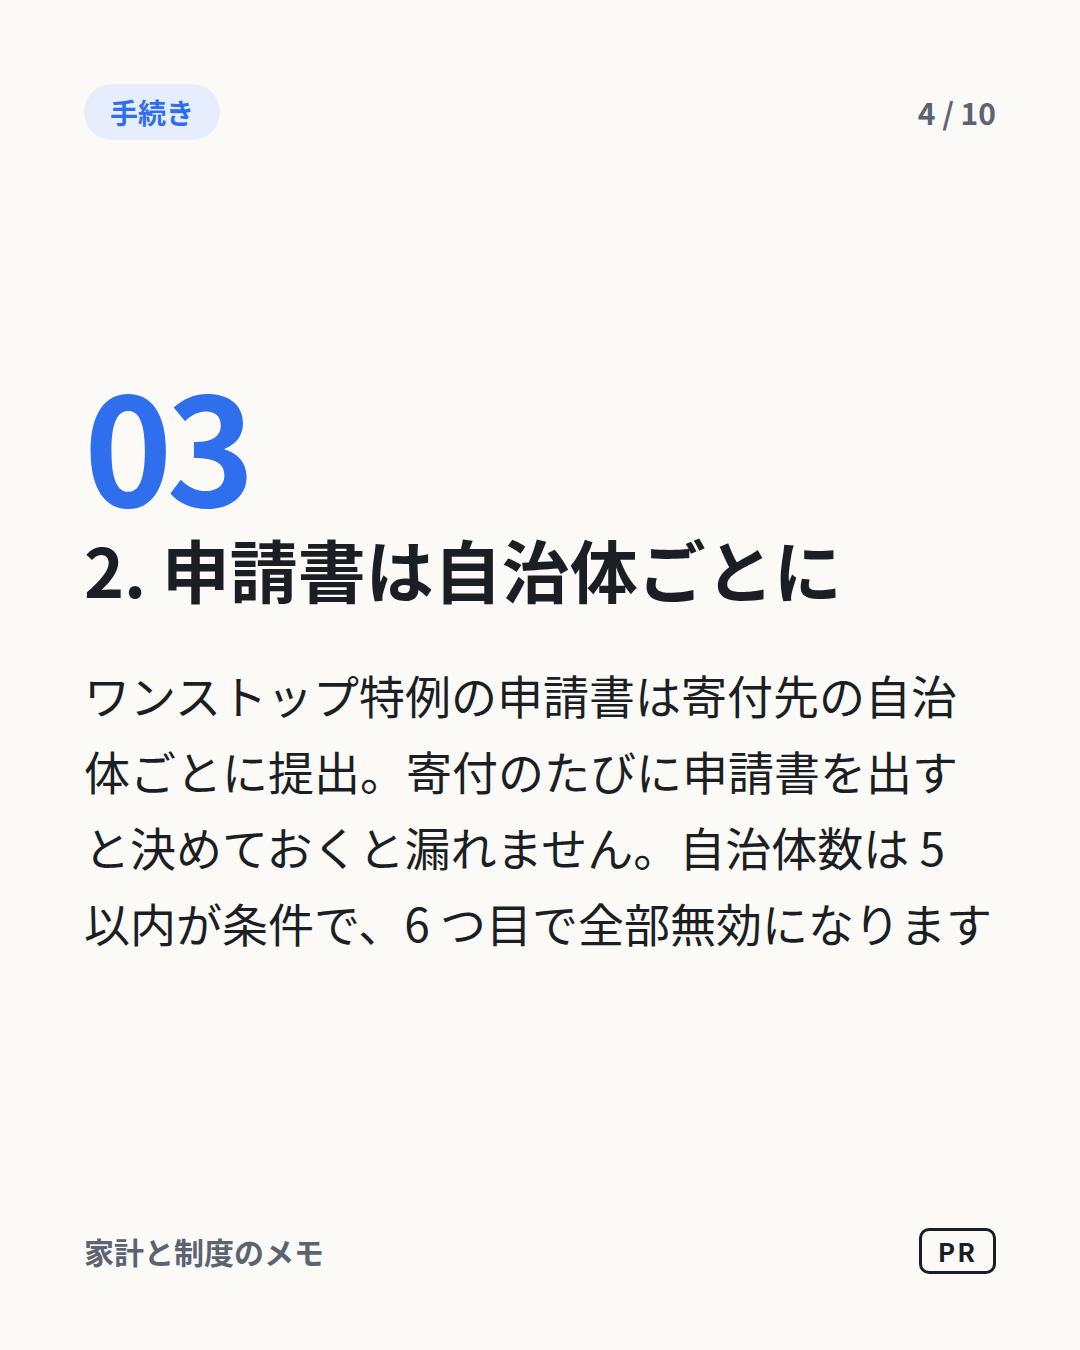 手続き
4 / 10
03
2. 申請書は自治体ごとに
ワンストップ特例の申請書は寄付先の自治
体ごとに提出。寄付のたびに申請書を出す
と決めておくと漏れません。自治体数は 5
以内が条件で、6 つ目で全部無効になります
家計と制度のメモ
PR